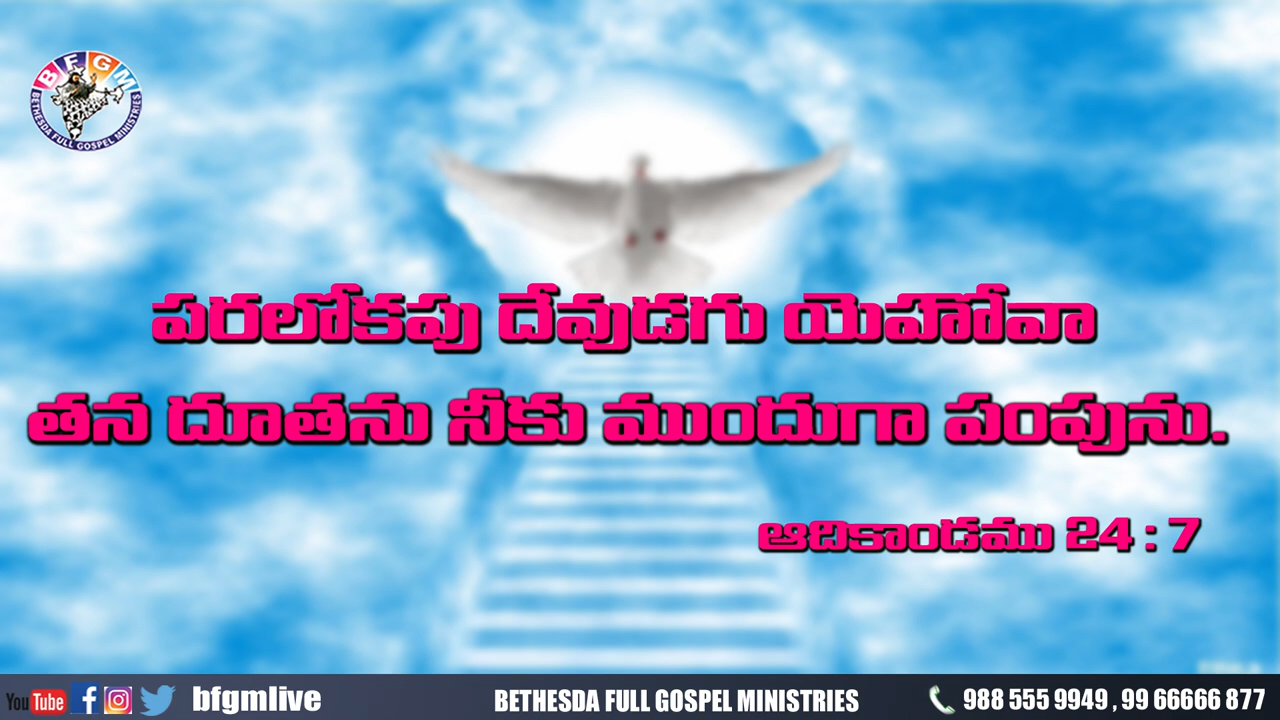 BFGM
BETHESDA FULL GOSPEL MINISTRIES
పరలోకపు దేవుడగు యెహోవా
తన దూతను నీకు ముందుగా పంపును.
ఆదికాండము 24 : 7
YouTube bfgmlive BETHESDA FULL GOSPEL MINISTRIES 988 555 9949 , 99 66666 877